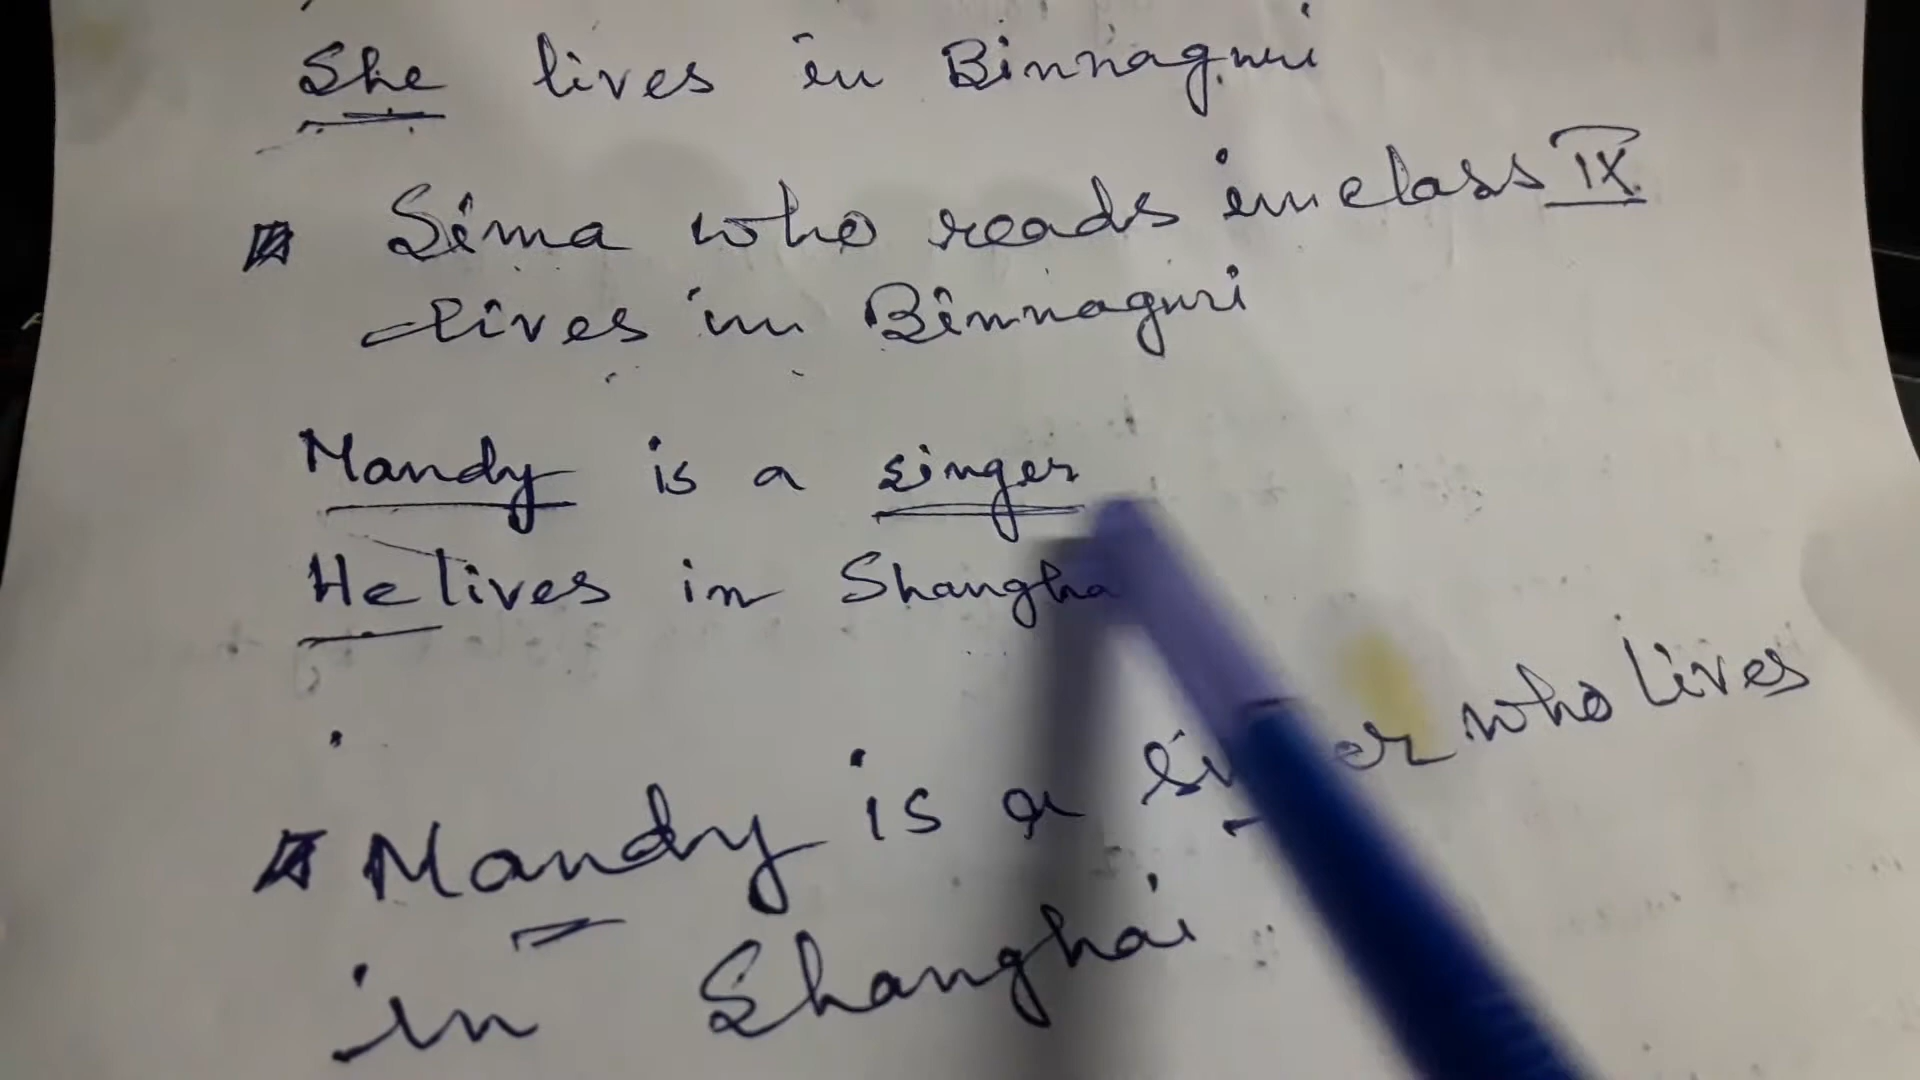 She lives in Binnaguri
Sima who reads in class IX
lives in Binnaguri
Mandy is a singer
He lives in Shangha
Mandy is a who lives
in Shanghai